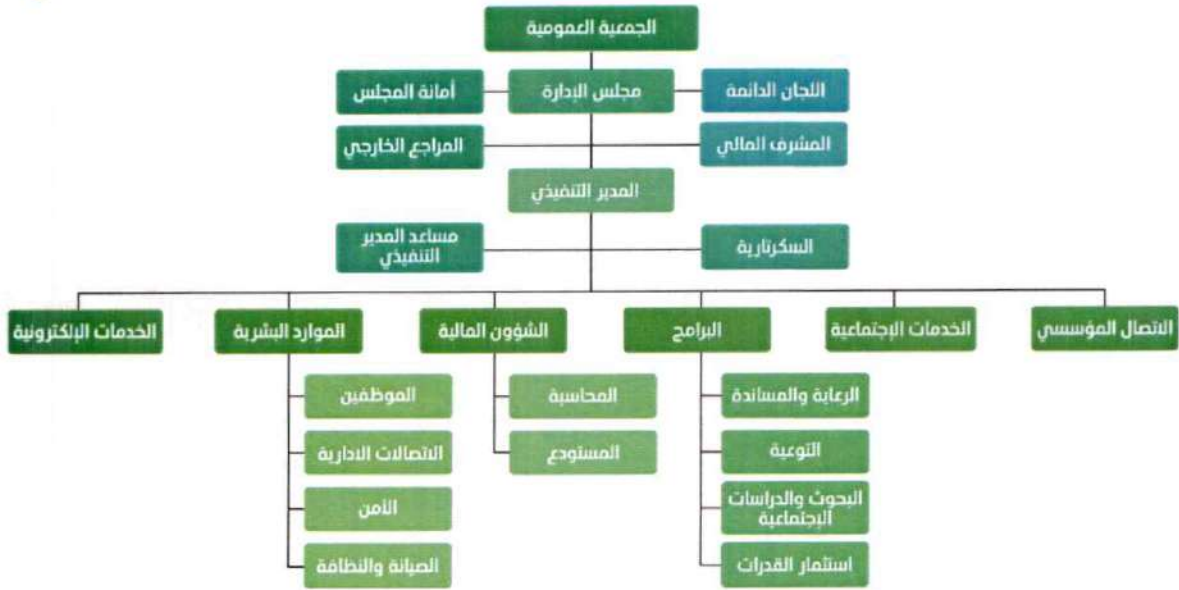 الجمعية العمومية
اللجان الدائمة
مجلس الإدارة
أمانة المجلس
المشرف المالي
المراجع الخارجي
المدير التنفيذي
السكرتارية
مساعد المدير
التنفيذي
الاتصال المؤسسي
الخدمات الإجتماعية
البرامج
الشؤون المالية
الموارد البشرية
الخدمات الإلكترونية
الرعاية والمساندة
التوعية
البحوث والدراسات
الإجتماعية
استثمار القدرات
المحاسبة
المستودع
الموظفين
الاتصالات الادارية
الأمن
الصيانة والنظافة